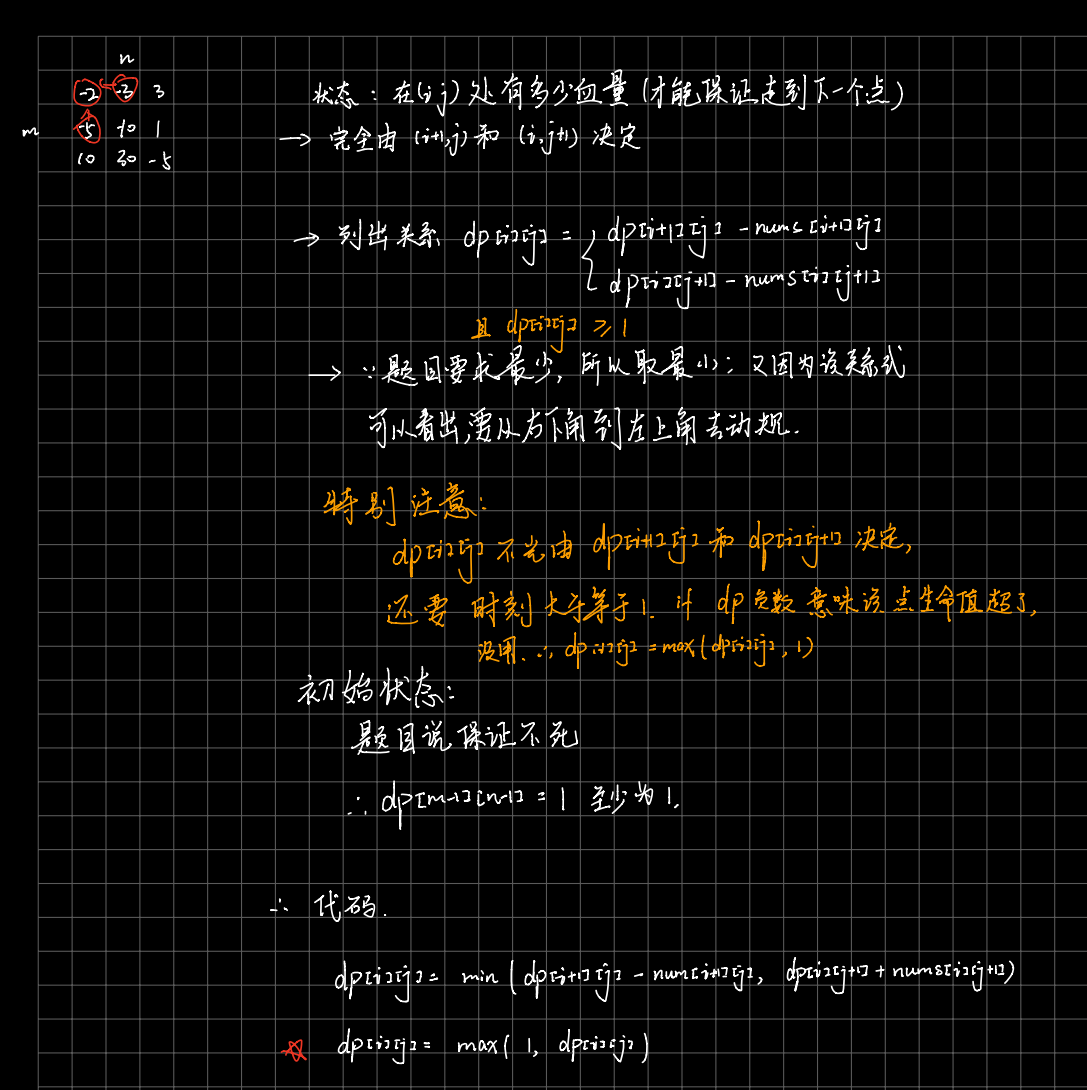 n
-2 -3 3
m -5 -10 1
10 30 -5
状态：在(i,j)处有多少血量(才能保证走到下一个点)
→ 完全由 (i+1,j) 和 (i,j+1) 决定
→ 列出关系 dp[i][j] = { dp[i+1][j] - nums[i+1][j]
dp[i][j+1] - nums[i][j+1]
且 dp[i][j] ≥ 1
→ ∵题目要求最少, 所以取最小; 又因为该关系式
可以看出,要从右下角到左上角去动规.
特别注意:
dp[i][j] 不光由 dp[i+1][j] 和 dp[i][j+1] 决定,
还要 时刻大于等于1. if dp负数 意味该点生命值超了,
没用. ∴ dp[i][j] = max(dp[i][j], 1)
初始状态:
题目说保证不死
∴ dp[m-1][n-1] = 1 至少为1.
∴ 代码.
dp[i][j] = min ( dp[i+1][j] - num[i+1][j], dp[i][j+1] + nums[i][j+1] )
☆ dp[i][j] = max( 1, dp[i][j] )